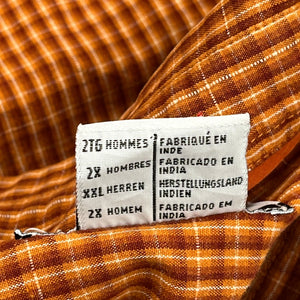 2TG HOMMES FABRIQUÉ EN
INDE
2X HOMBRES FABRICADO EN
INDIA
XXL HERREN HERSTELLUNGSLAND
INDIEN
2X HOMEM FABRICADO EM
INDIA